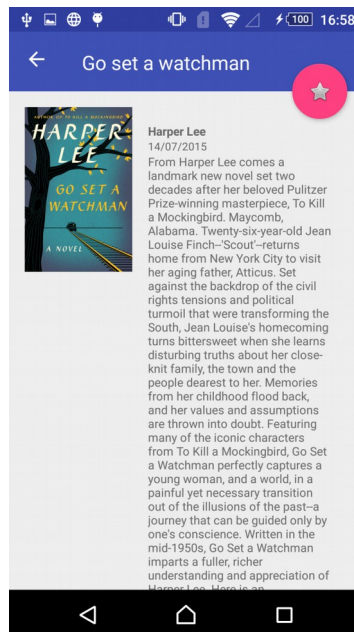 100
16:58
Go set a watchman
AUTHOR OF TO KILL A MOCKINGBIRD
HARPER
LEE
GO SET A
WATCHMAN
A NOVEL
Harper Lee
14/07/2015
From Harper Lee comes a
landmark new novel set two
decades after her beloved Pulitzer
Prize-winning masterpiece, To Kill
a Mockingbird. Maycomb,
Alabama. Twenty-six-year-old Jean
Louise Finch--'Scout'--returns
home from New York City to visit
her aging father, Atticus. Set
against the backdrop of the civil
rights tensions and political
turmoil that were transforming the
South, Jean Louise's homecoming
turns bittersweet when she learns
disturbing truths about her close-
knit family, the town and the
people dearest to her. Memories
from her childhood flood back,
and her values and assumptions
are thrown into doubt. Featuring
many of the iconic characters
from To Kill a Mockingbird, Go Set
a Watchman perfectly captures a
young woman, and a world, in a
painful yet necessary transition
out of the illusions of the past--a
journey that can be guided only by
one's conscience. Written in the
mid-1950s, Go Set a Watchman
imparts a fuller, richer
understanding and appreciation of
Harper Lee. Here is an